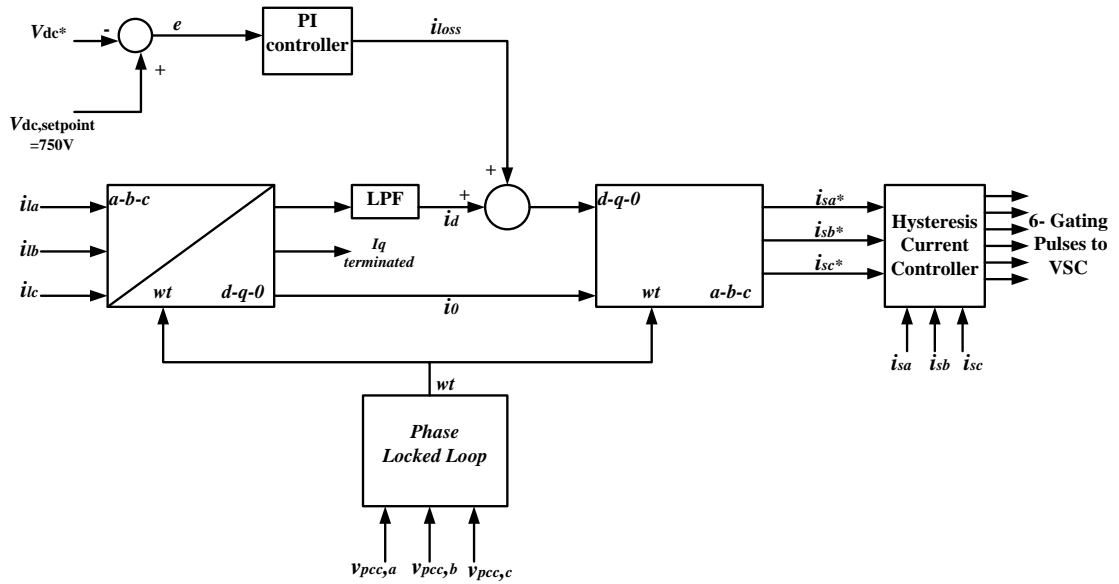 Vdc*
-
e
PI
controller
iloss
+
Vdc,setpoint
=750V
+
ila
ilb
ilc
a-b-c
wt
d-q-0
LPF
id
+
Iq
terminated
i0
d-q-0
wt
a-b-c
isa*
isb*
isc*
Hysteresis
Current
Controller
6- Gating
Pulses to
VSC
isa
isb
isc
wt
Phase
Locked Loop
vpcc,a
vpcc,b
vpcc,c